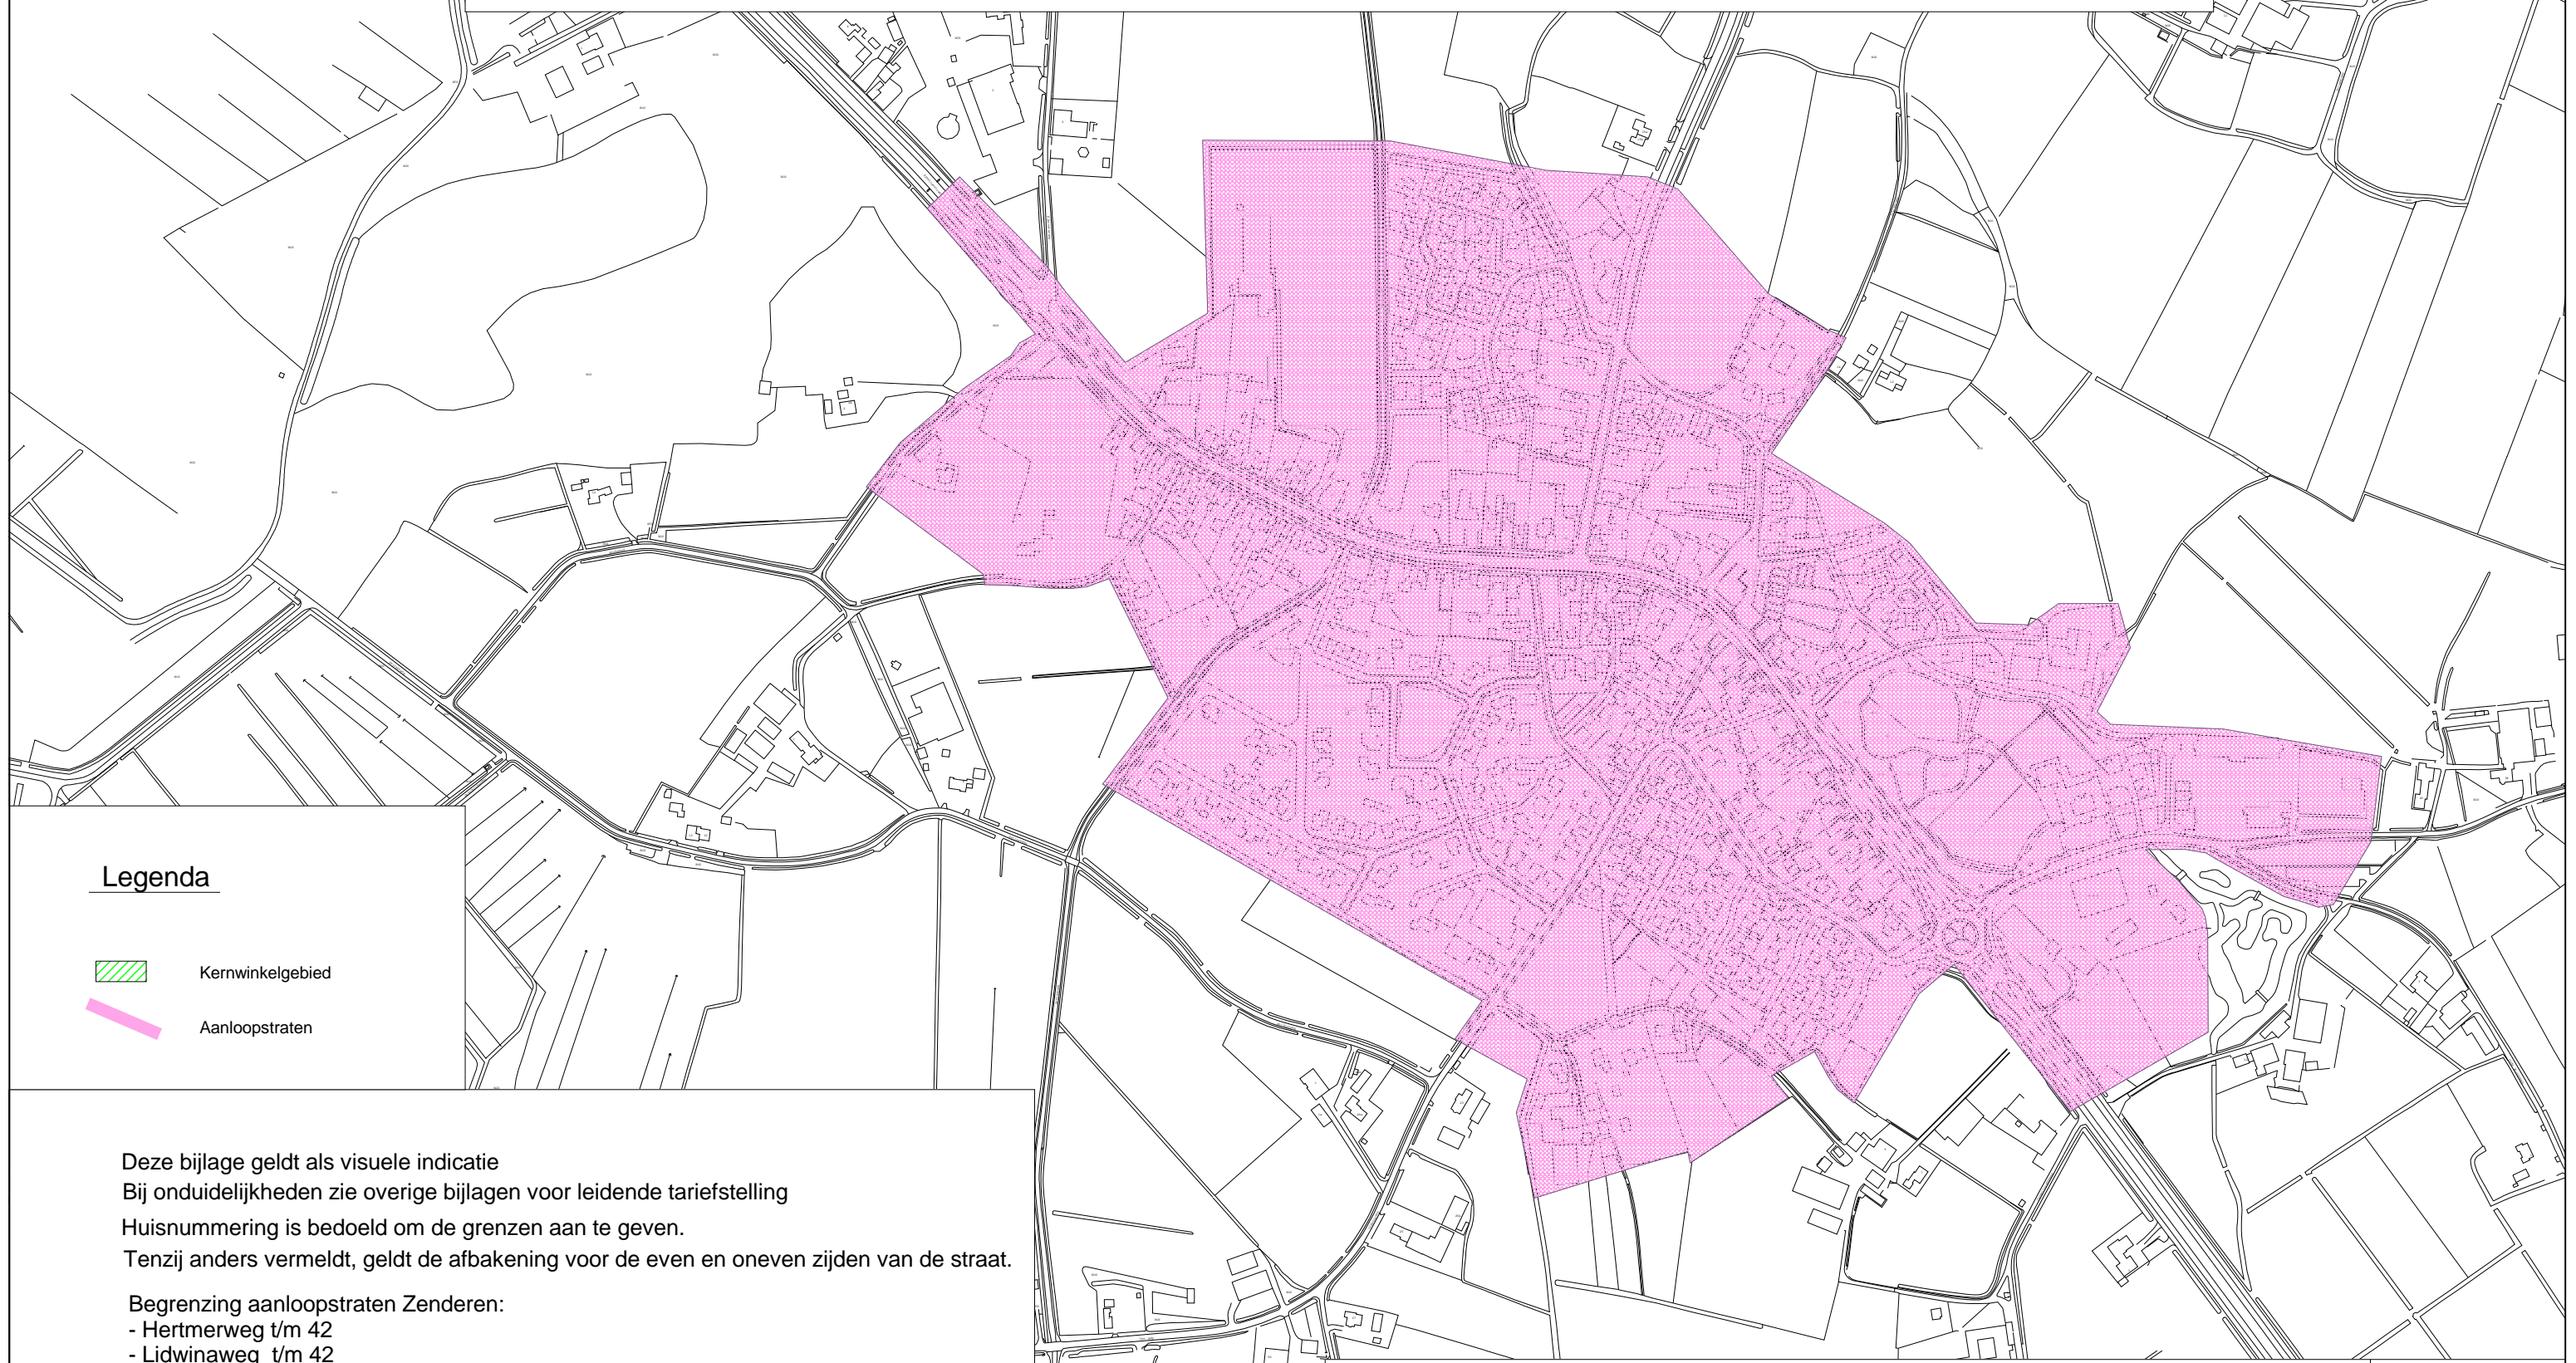 Legenda
Kernwinkelgebied
Aanloopstraten
Deze bijlage geldt als visuele indicatie
Bij onduidelijkheden zie overige bijlagen voor leidende tariefstelling
Huisnummering is bedoeld om de grenzen aan te geven.
Tenzij anders vermeldt, geldt de afbakening voor de even en oneven zijden van de straat.
Begrenzing aanloopstraten Zenderen:
- Hertmerweg t/m 42
- Lidwinaweg t/m 42